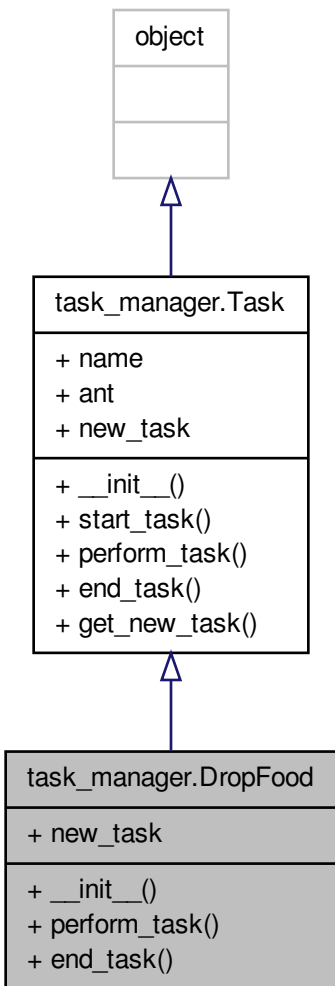 object
task_manager.Task
+ name
+ ant
+ new_task
+ __init__()
+ start_task()
+ perform_task()
+ end_task()
+ get_new_task()
task_manager.DropFood
+ new_task
+ __init__()
+ perform_task()
+ end_task()